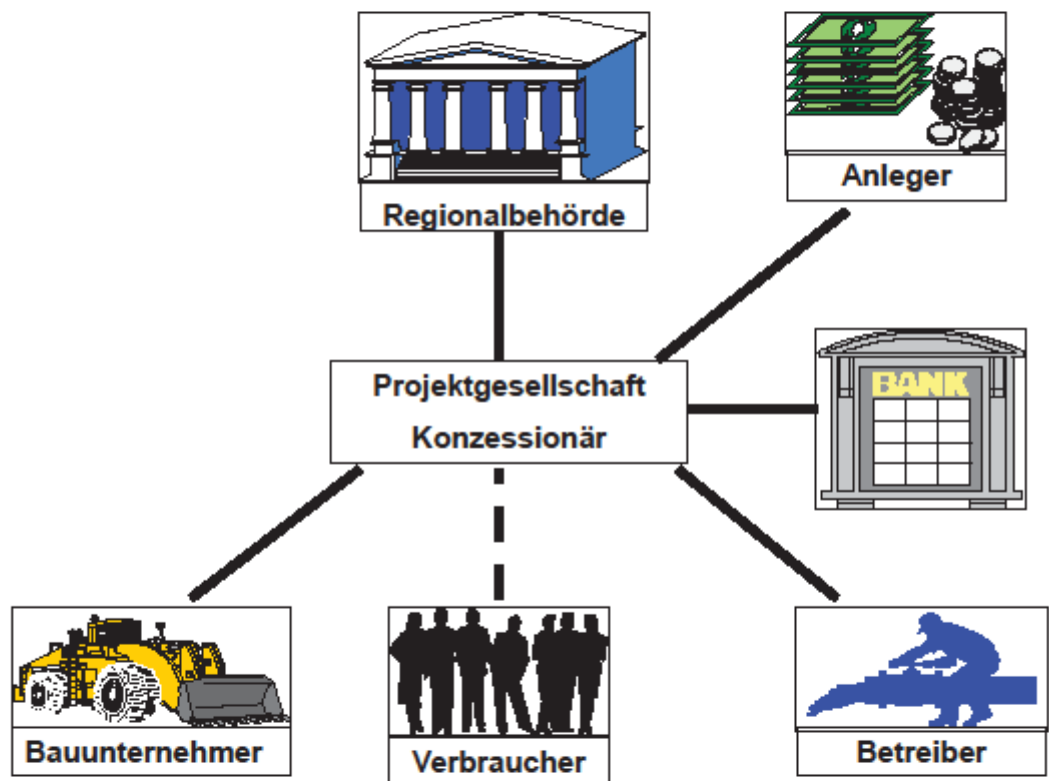 Regionalbehörde
Anleger
Projektgesellschaft
Konzessionär
BANK
Bauunternehmer
Verbraucher
Betreiber